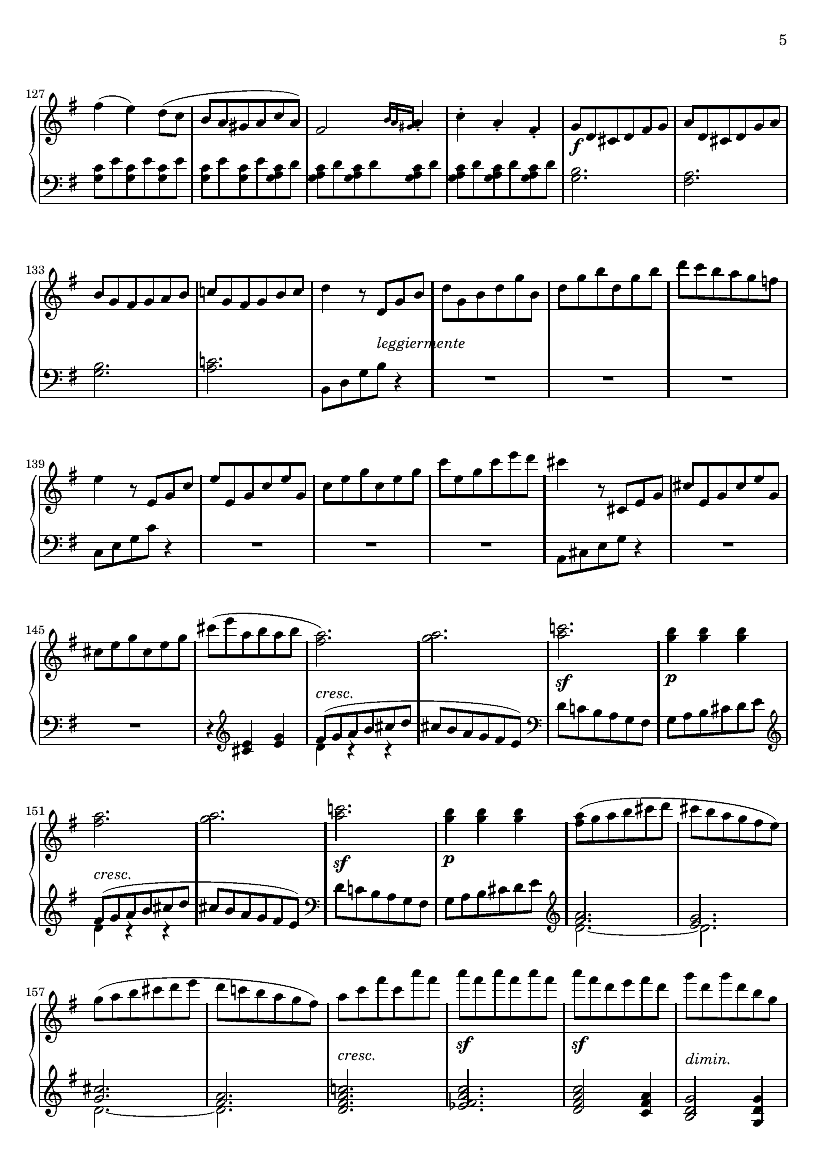 5
127
f
133
leggiermente
139
145
sf
p
cresc.
151
cresc.
sf
p
157
cresc.
sf
sf
dimin.